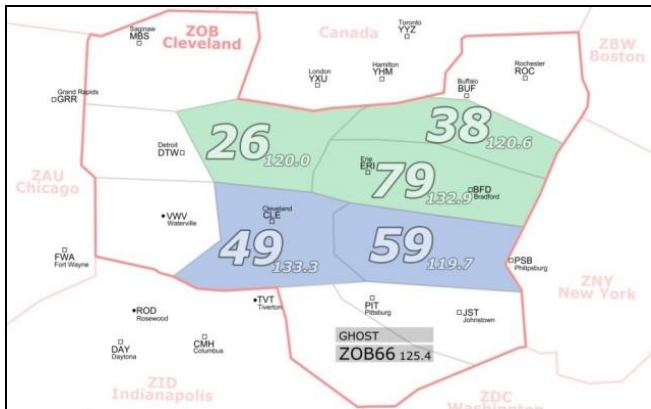 Saginaw
MBS
ZOB
Cleveland
Canada
Toronto
YYZ
ZBW
Boston
Grand Rapids
GRR
London
YXU
Hamilton
YHM
Buffalo
BUF
Rochester
ROC
Detroit
DTW
26
120.0
38
120.6
Erie
ERI
79
132.9
BFD
Bradford
ZAU
Chicago
VWV
Waterville
Cleveland
CLE
49
133.3
59
119.7
PSB
Philipsburg
FWA
Fort Wayne
ZNY
New York
ROD
Rosewood
TVT
Tiverton
PIT
Pittsburg
JST
Johnstown
DAY
Daytona
CMH
Columbus
GHOST
ZOB66 125.4
ZID
Indianapolis
ZDC
Washington